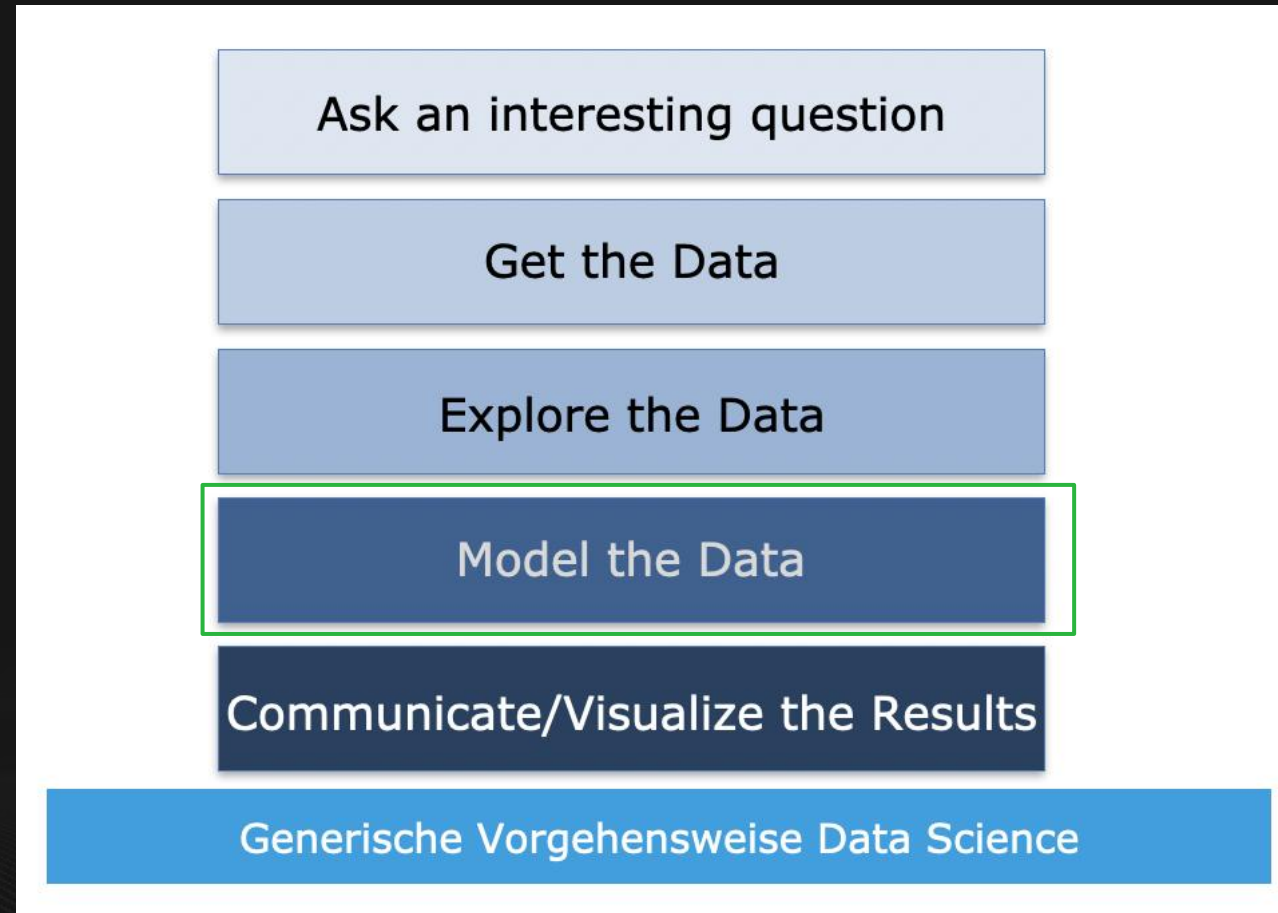 Ask an interesting question
Get the Data
Explore the Data
Model the Data
Communicate/Visualize the Results
Generische Vorgehensweise Data Science